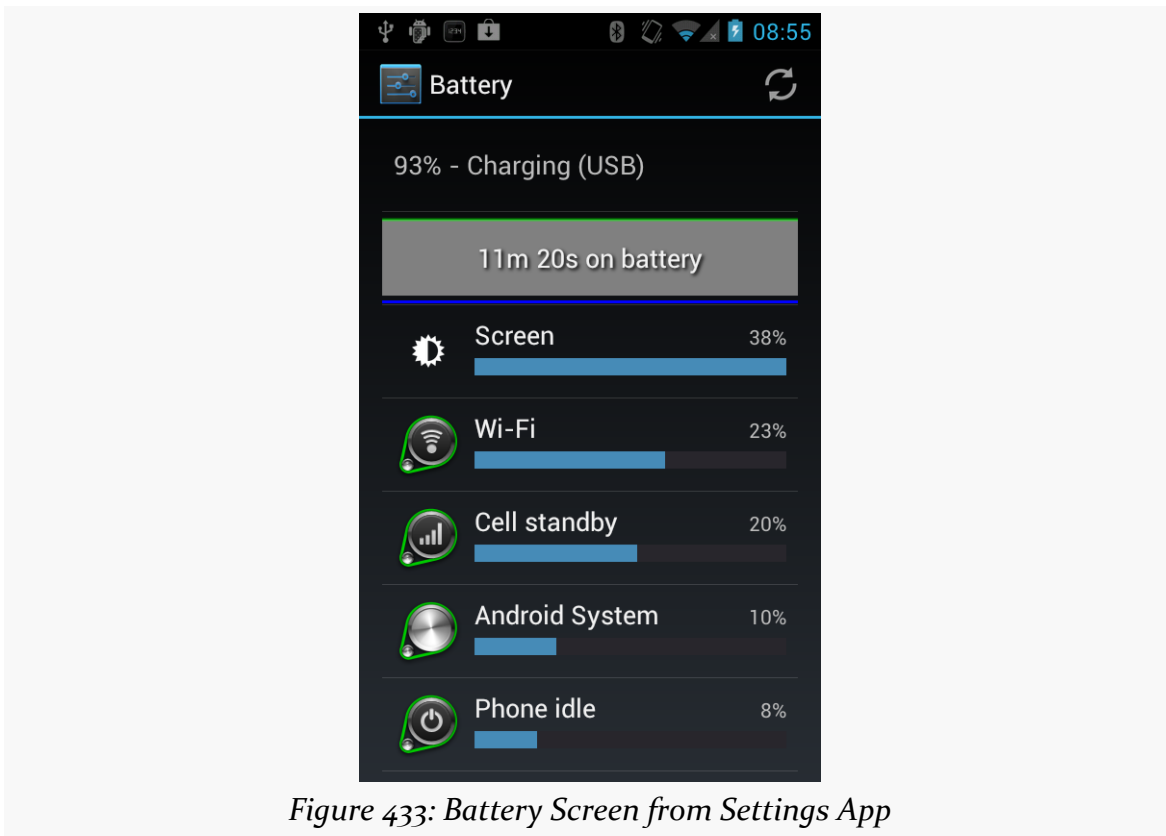 08:55
Battery
93% - Charging (USB)
11m 20s on battery
Screen 38%
Wi-Fi 23%
Cell standby 20%
Android System 10%
Phone idle 8%
Figure 433: Battery Screen from Settings App